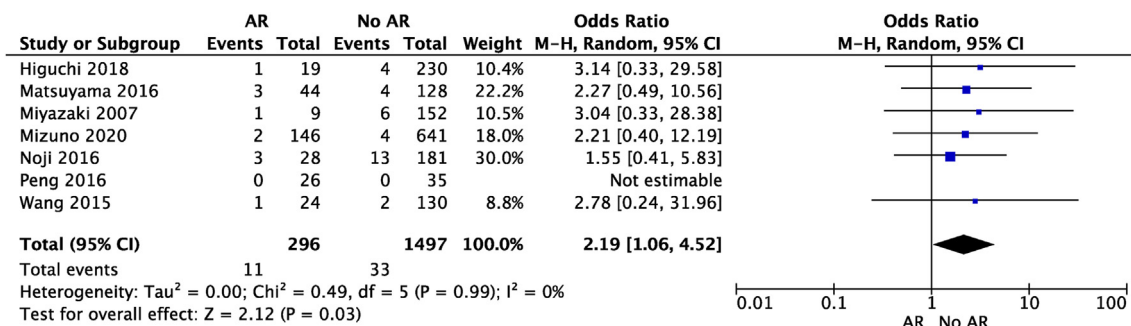 AR No AR Odds Ratio Odds Ratio
Study or Subgroup Events Total Events Total Weight M-H, Random, 95% CI M-H, Random, 95% CI
Higuchi 2018 1 19 4 230 10.4% 3.14 [0.33, 29.58]
Matsuyama 2016 3 44 4 128 22.2% 2.27 [0.49, 10.56]
Miyazaki 2007 1 9 6 152 10.5% 3.04 [0.33, 28.38]
Mizuno 2020 2 146 4 641 18.0% 2.21 [0.40, 12.19]
Noji 2016 3 28 13 181 30.0% 1.55 [0.41, 5.83]
Peng 2016 0 26 0 35 Not estimable
Wang 2015 1 24 2 130 8.8% 2.78 [0.24, 31.96]
Total (95% CI) 296 1497 100.0% 2.19 [1.06, 4.52]
Total events 11 33
Heterogeneity: Tau² = 0.00; Chi² = 0.49, df = 5 (P = 0.99); I² = 0%
Test for overall effect: Z = 2.12 (P = 0.03)
0.01 0.1 1 10 100
AR No AR